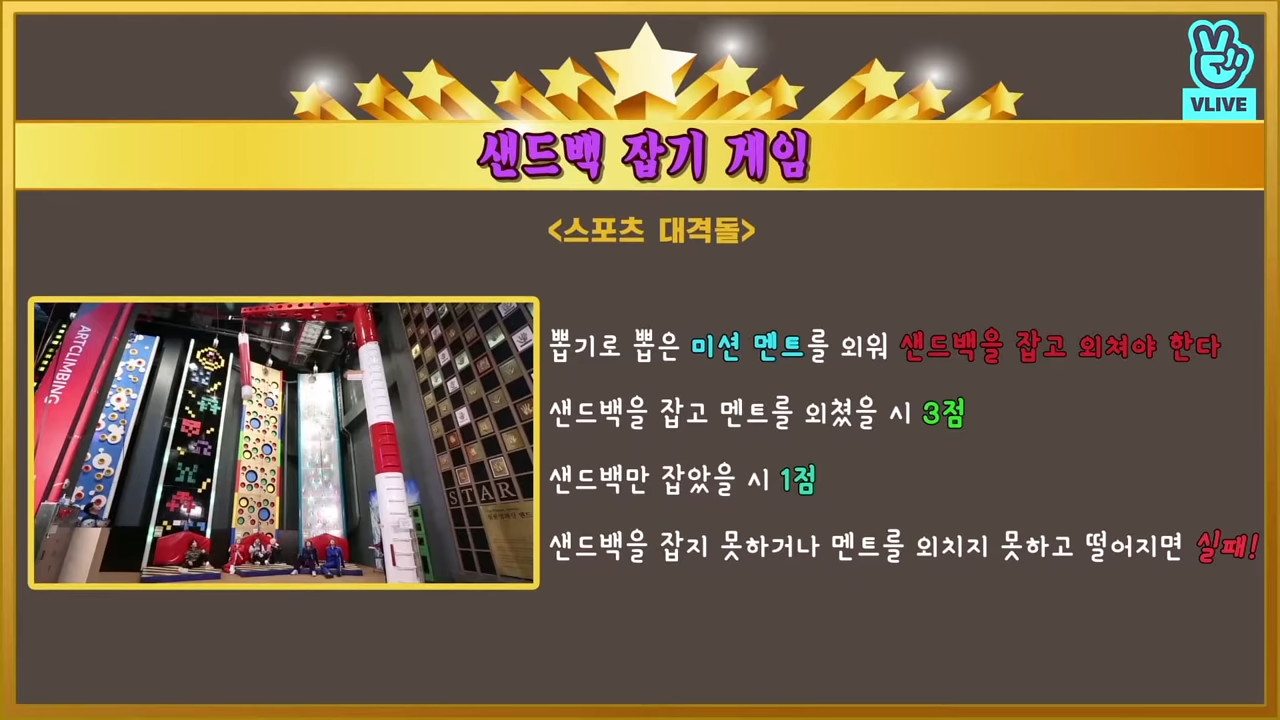 VLIVE
샌드백 잡기 게임
<스포츠 대격돌>
ARTCLIMBING
STAR
뽑기로 뽑은 미션 멘트를 외워 샌드백을 잡고 외쳐야 한다
샌드백을 잡고 멘트를 외쳤을 시 3점
샌드백만 잡았을 시 1점
샌드백을 잡지 못하거나 멘트를 외치지 못하고 떨어지면 실패!